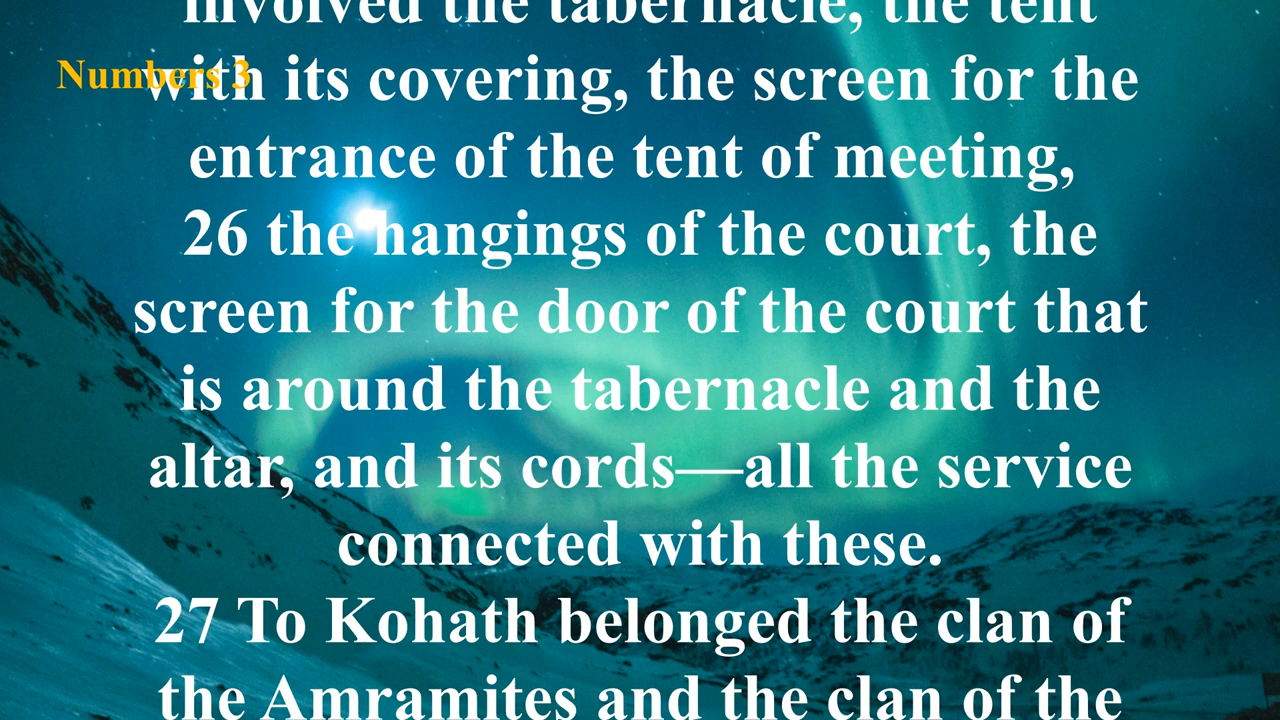 involved the tabernacle, the tent
Numbers 3
with its covering, the screen for the
entrance of the tent of meeting,
26 the hangings of the court, the
screen for the door of the court that
is around the tabernacle and the
altar, and its cords—all the service
connected with these.
27 To Kohath belonged the clan of
the Amramites and the clan of the